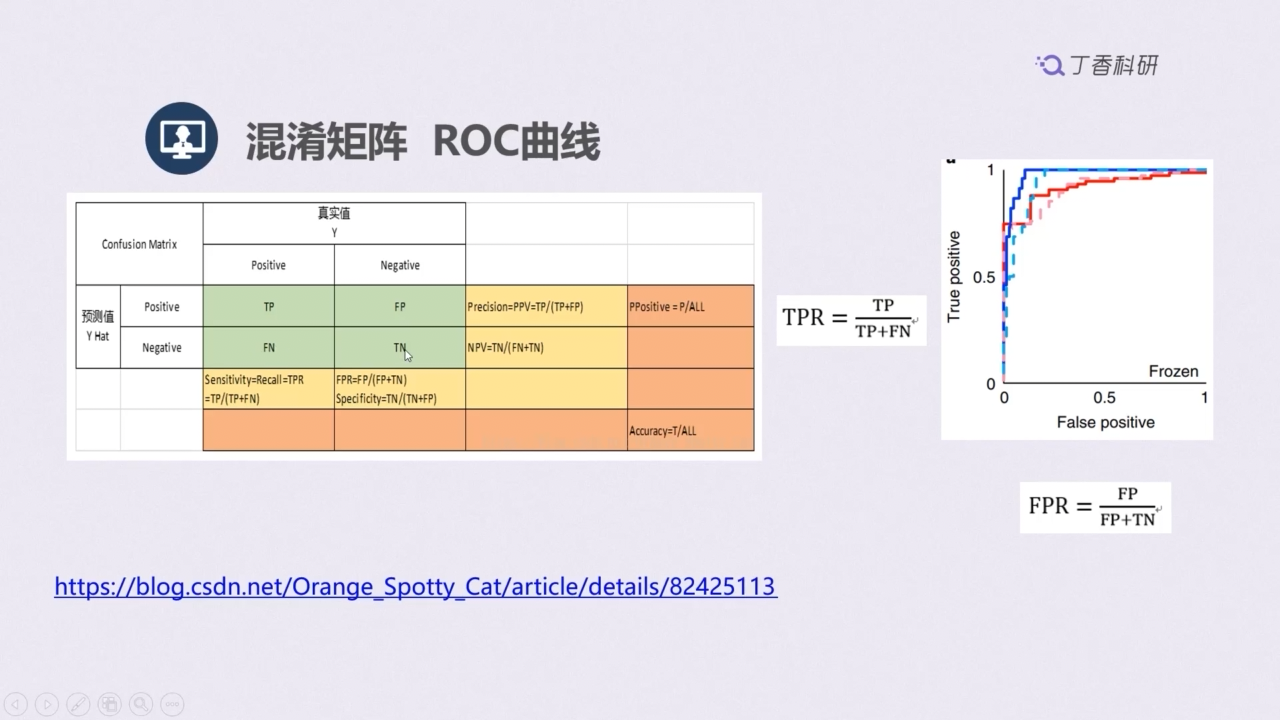 丁香科研
混淆矩阵 ROC曲线
Confusion Matrix
真实值
Y
Positive
Negative
预测值
Y Hat
Positive
TP
FP
Precision=PPV=TP/(TP+FP)
PPositive = P/ALL
Negative
FN
TN
NPV=TN/(FN+TN)
Sensitivity=Recall=TPR
=TP/(TP+FN)
FPR=FP/(FP+TN)
Specificity=TN/(TN+FP)
Accuracy=T/ALL
TPR = TP/TP+FN
a
1
0.5
0
True positive
Frozen
0
0.5
1
False positive
FPR = FP/FP+TN
https://blog.csdn.net/Orange_Spotty_Cat/article/details/82425113